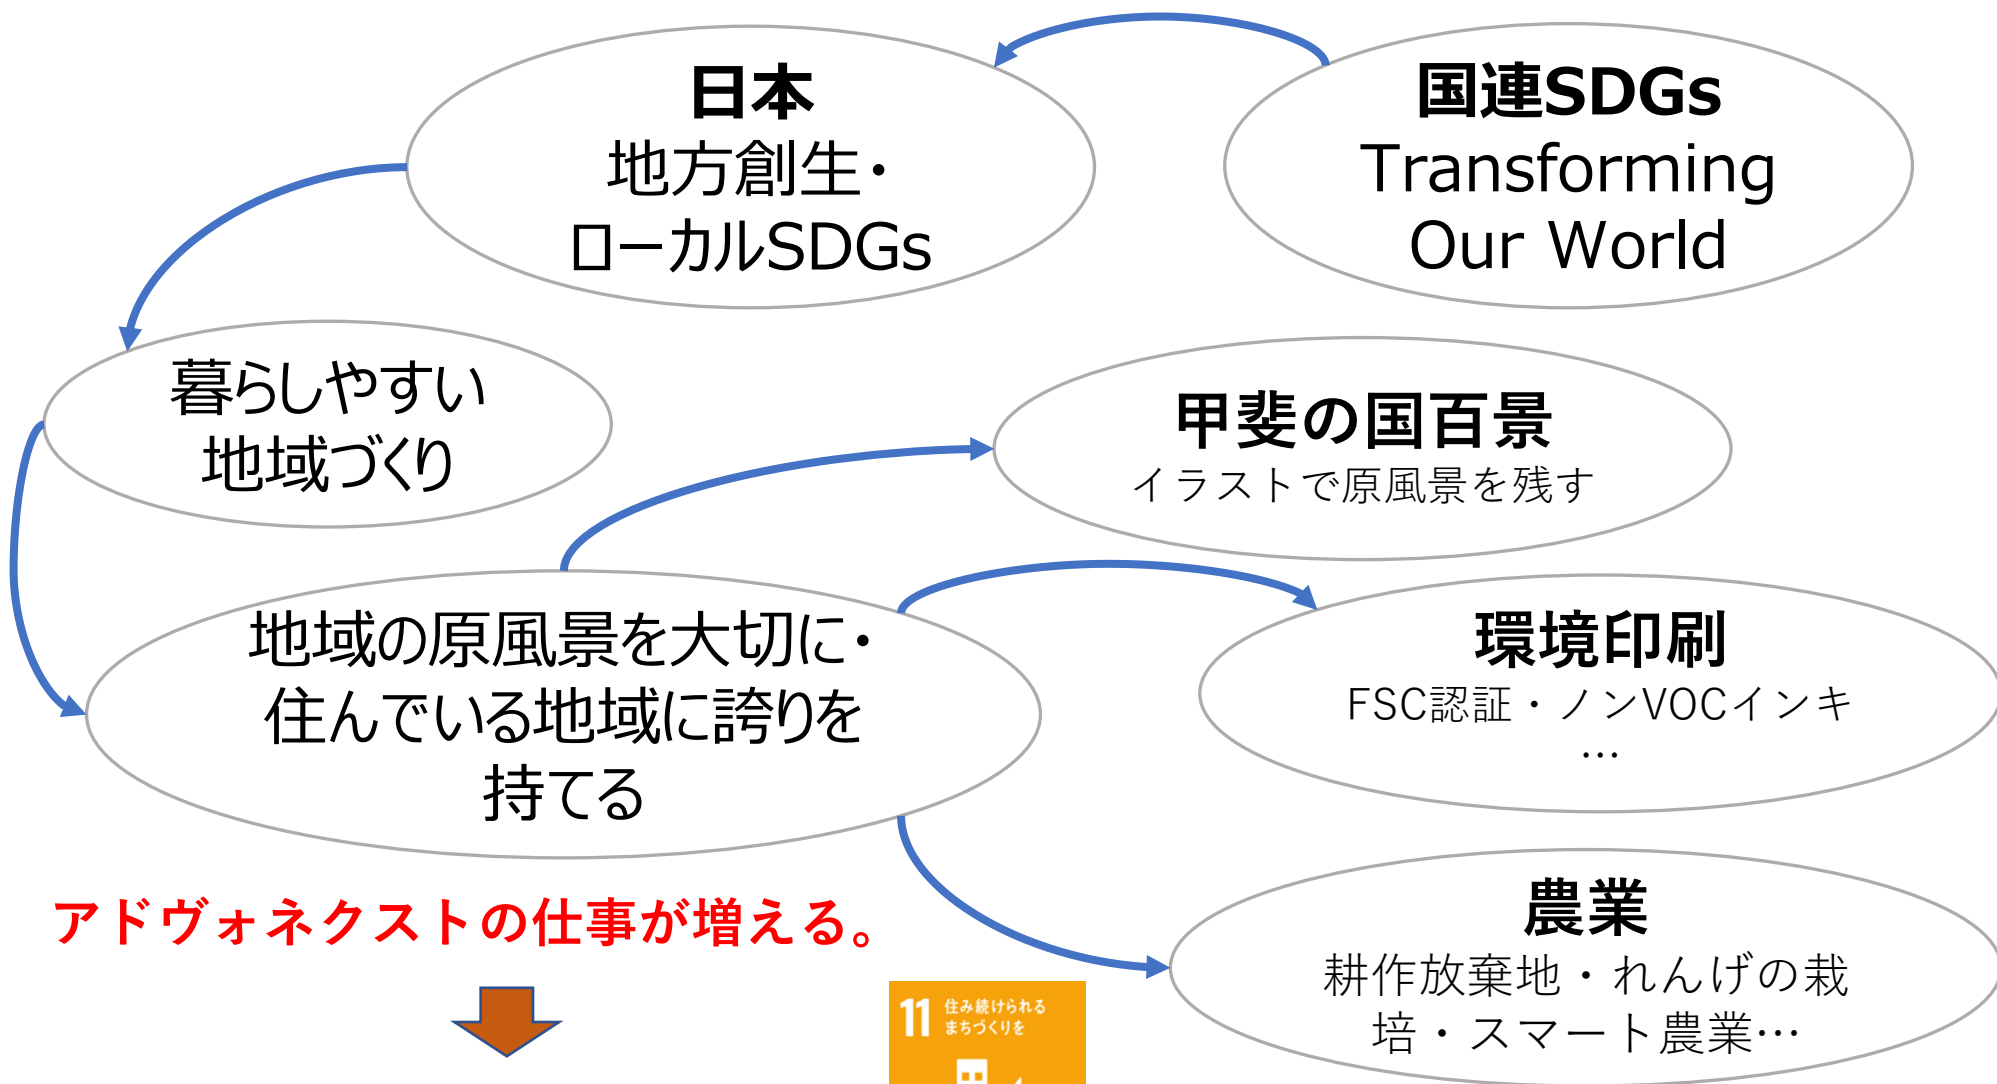 日本
地方創生・
ローカルSDGs
国連SDGs
Transforming
Our World
暮らしやすい
地域づくり
甲斐の国百景
イラストで原風景を残す
地域の原風景を大切に・
住んでいる地域に誇りを
持てる
環境印刷
FSC認証・ノンVOCインキ
…
アドヴォネクストの仕事が増える。
農業
耕作放棄地・れんげの栽
培・スマート農業…
11 住み続けられる
まちづくりを